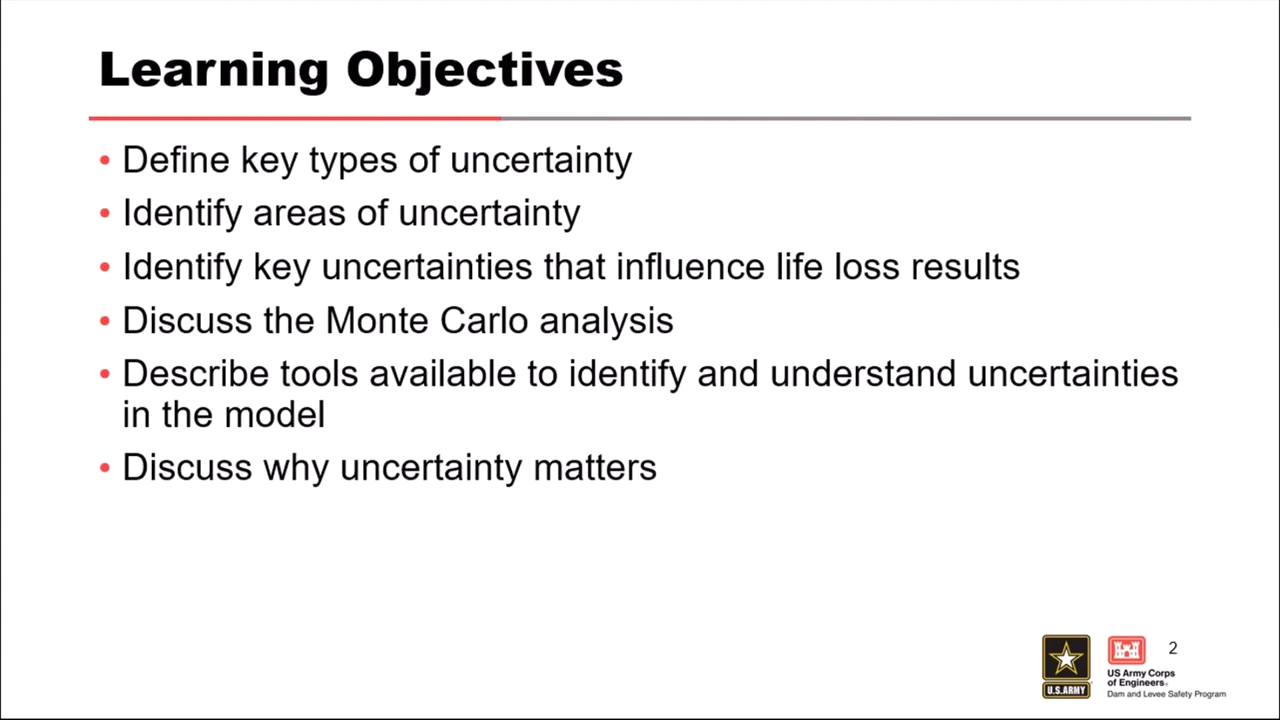 Learning Objectives
• Define key types of uncertainty
• Identify areas of uncertainty
• Identify key uncertainties that influence life loss results
• Discuss the Monte Carlo analysis
• Describe tools available to identify and understand uncertainties
in the model
• Discuss why uncertainty matters
2
U.S.ARMY
US Army Corps
of Engineers®
Dam and Levee Safety Program